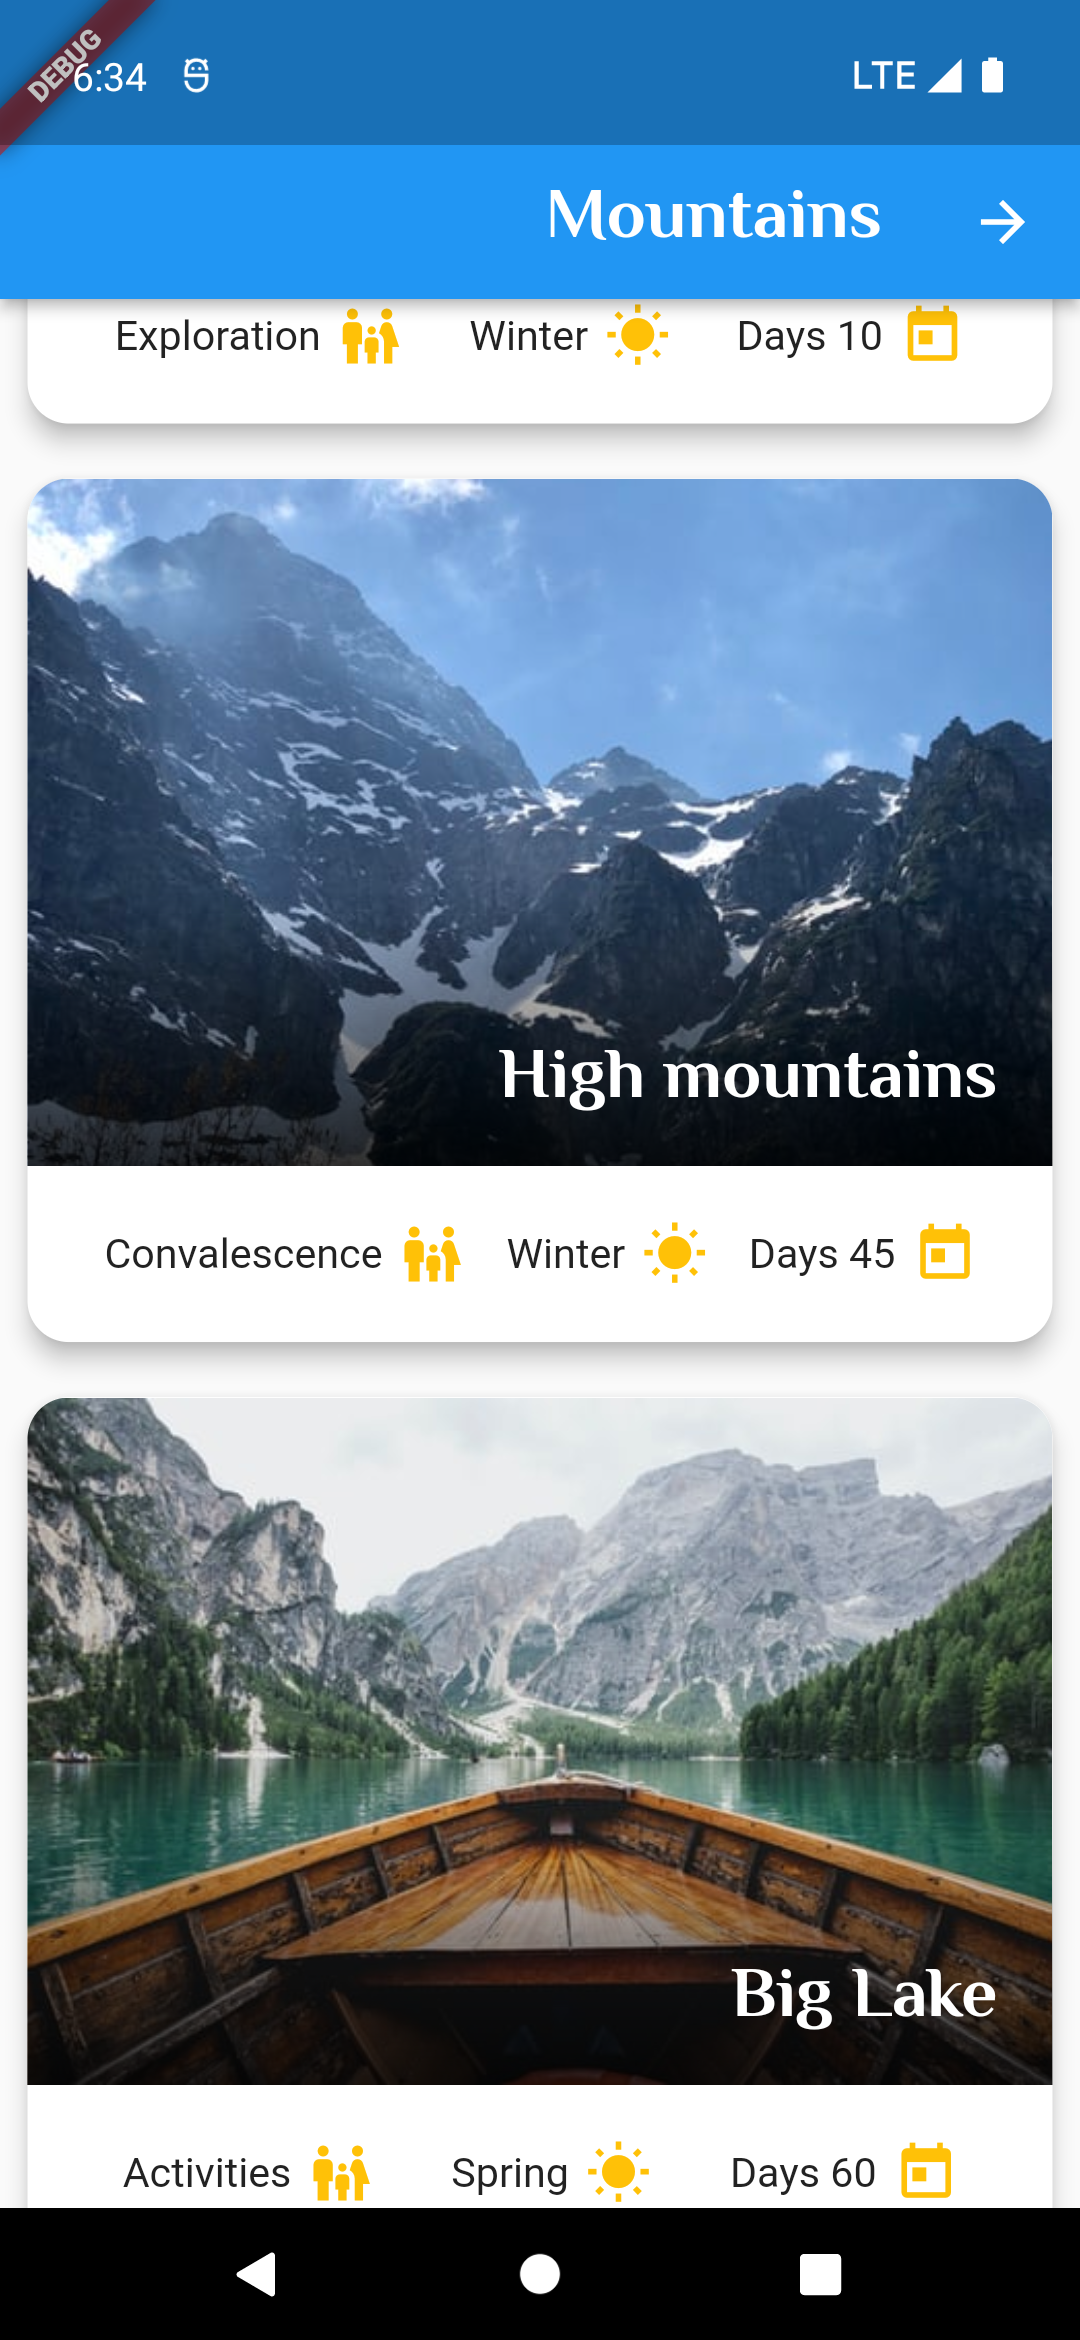 DEBUG
6:34
LTE
Mountains
Exploration Winter Days 10
High mountains
Convalescence Winter Days 45
Big Lake
Activities Spring Days 60